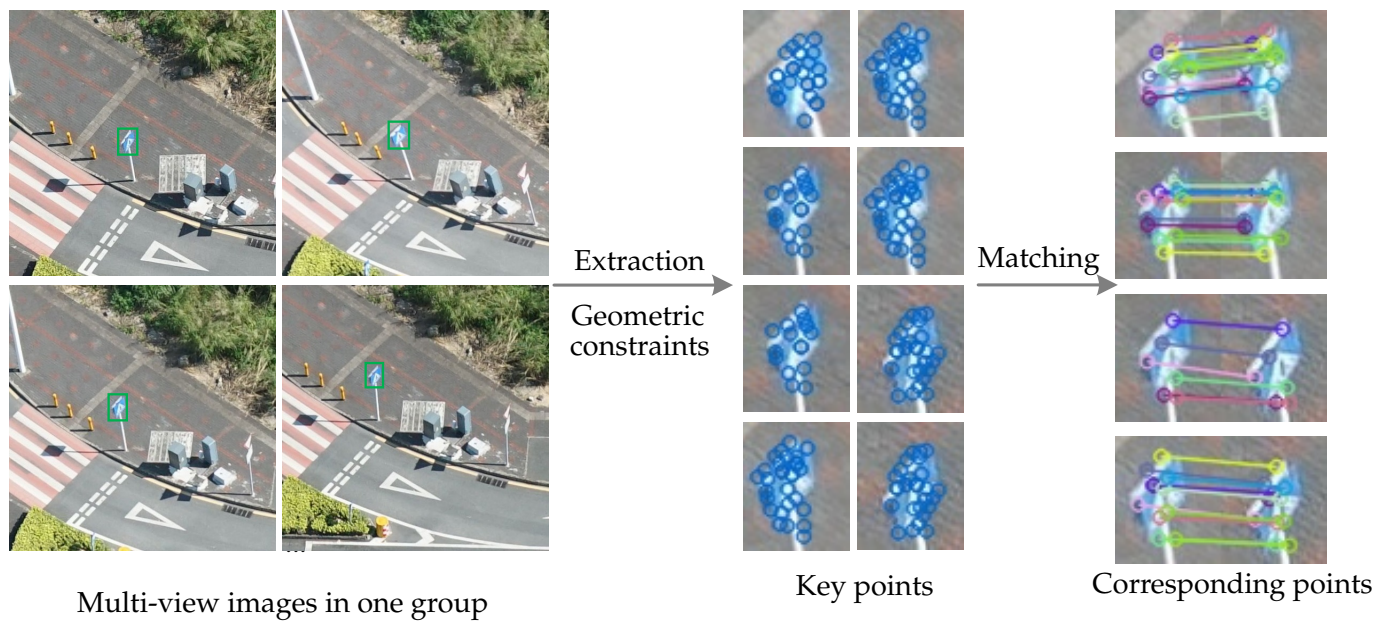 Extraction
Geometric
constraints
Matching
Multi-view images in one group
Key points
Corresponding points